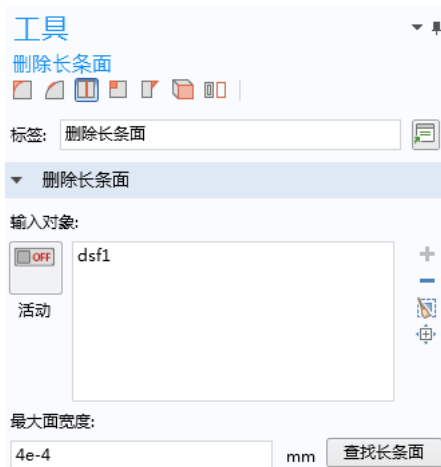 工具
删除长条面
标签: 删除长条面
删除长条面
输入对象:
OFF dsf1
活动
最大面宽度:
4e-4 mm 查找长条面